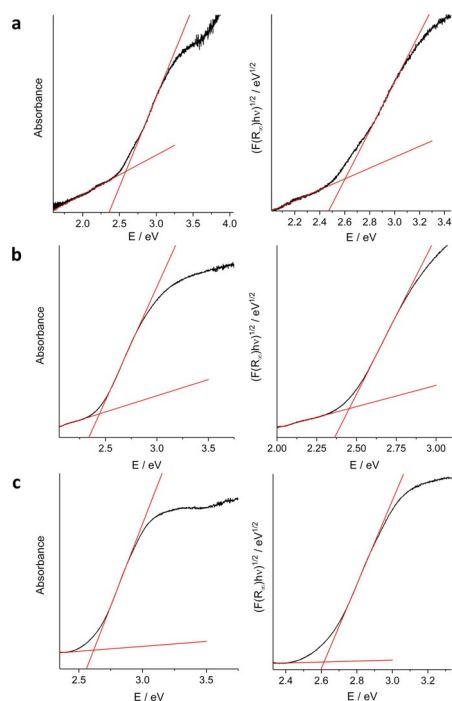 a
Absorbance
1.5 2.0 2.5 3.0 3.5 4.0
E / eV
(F(R∞)hν)1/2 / eV1/2
2.0 2.2 2.4 2.6 2.8 3.0 3.2 3.4
E / eV
b
Absorbance
2.5 3.0 3.5
E / eV
(F(R∞)hν)1/2 / eV1/2
2.00 2.25 2.50 2.75 3.00
E / eV
c
Absorbance
2.5 3.0 3.5
E / eV
(F(R∞)hν)1/2 / eV1/2
2.4 2.6 2.8 3.0 3.2
E / eV